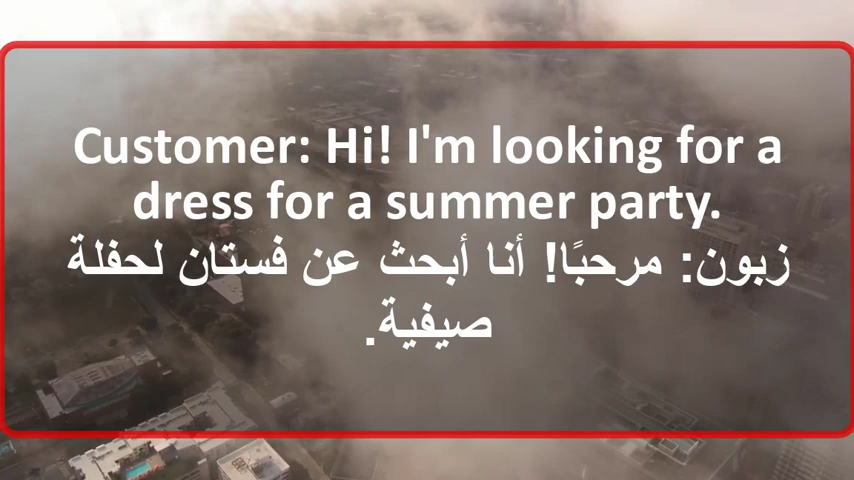 Customer: Hi! I'm looking for a
dress for a summer party.
زبون: مرحبًا! أنا أبحث عن فستان لحفلة
صيفية.